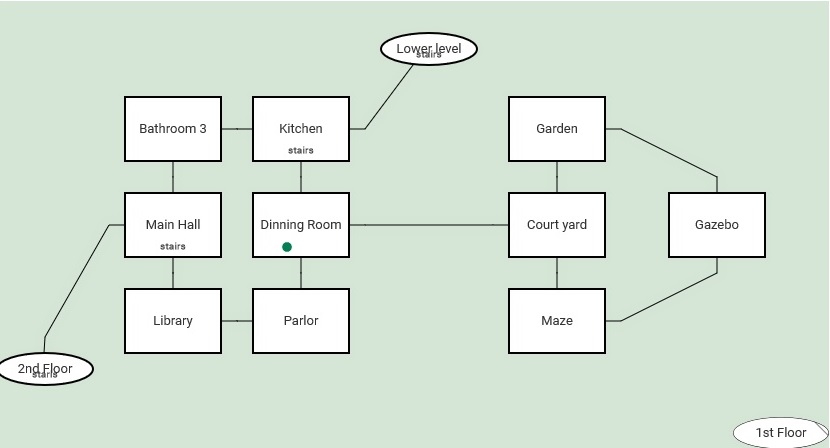 Lower level
stairs
Bathroom 3
Kitchen
stairs
Garden
Main Hall
stairs
Dinning Room
Court yard
Gazebo
Library
Parlor
Maze
2nd Floor
stairs
1st Floor